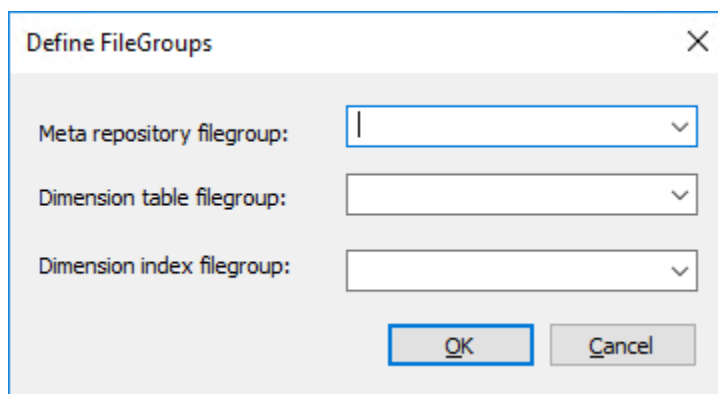 Define FileGroups
Meta repository filegroup:
Dimension table filegroup:
Dimension index filegroup:
OK Cancel